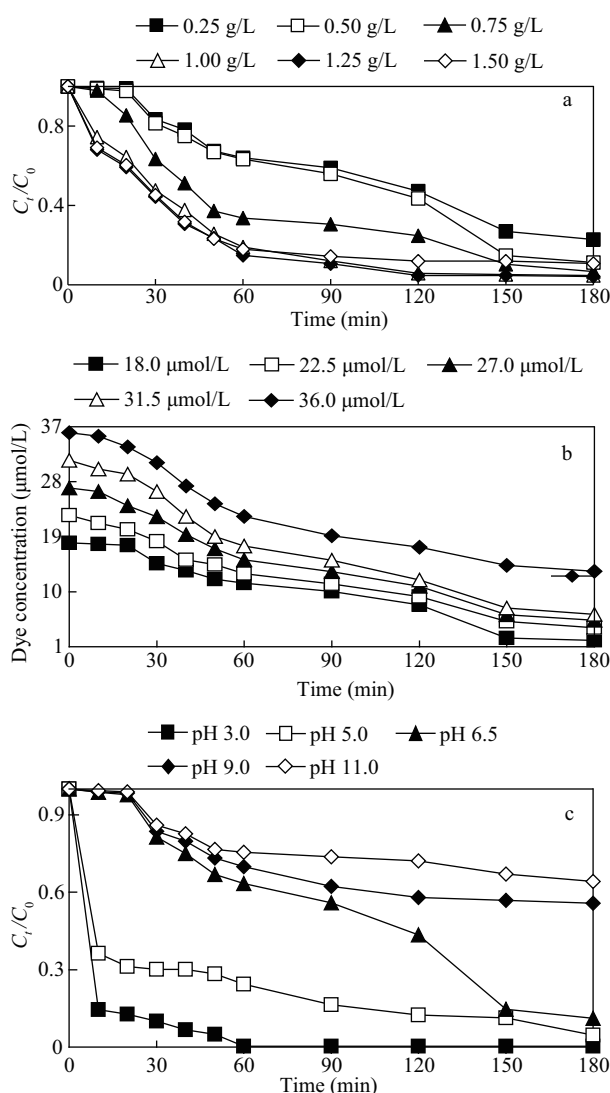 0.25 g/L 0.50 g/L 0.75 g/L
1.00 g/L 1.25 g/L 1.50 g/L
a
0.8
0.4
0
Ct/C0
0 30 60 90 120 150 180
Time (min)
18.0 μmol/L 22.5 μmol/L 27.0 μmol/L
31.5 μmol/L 36.0 μmol/L
b
37
28
19
10
1
Dye concentration (μmol/L)
0 30 60 90 120 150 180
Time (min)
pH 3.0 pH 5.0 pH 6.5
pH 9.0 pH 11.0
c
0.9
0.6
0.3
0
Ct/C0
0 30 60 90 120 150 180
Time (min)